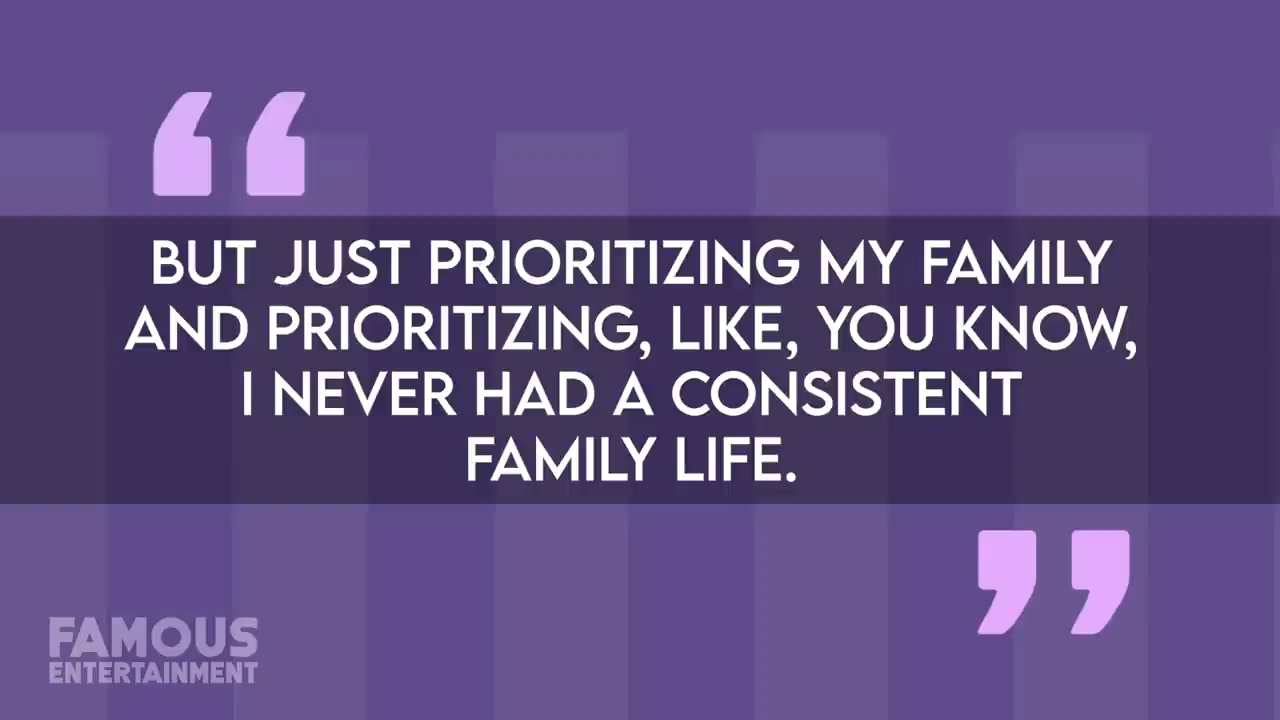 “
BUT JUST PRIORITIZING MY FAMILY
AND PRIORITIZING, LIKE, YOU KNOW,
I NEVER HAD A CONSISTENT
FAMILY LIFE.
”
FAMOUS
ENTERTAINMENT